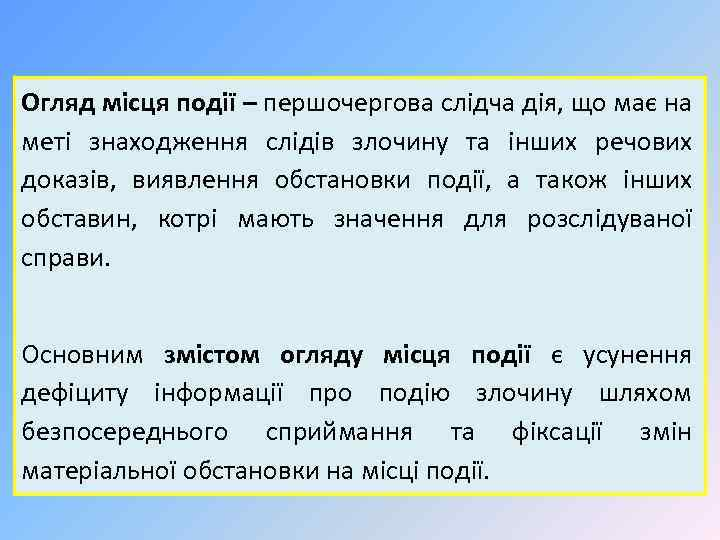 Огляд місця події – першочергова слідча дія, що має на
меті знаходження слідів злочину та інших речових
доказів, виявлення обстановки події, а також інших
обставин, котрі мають значення для розслідуваної
справи.
Основним змістом огляду місця події є усунення
дефіциту інформації про подію злочину шляхом
безпосереднього сприймання та фіксації змін
матеріальної обстановки на місці події.